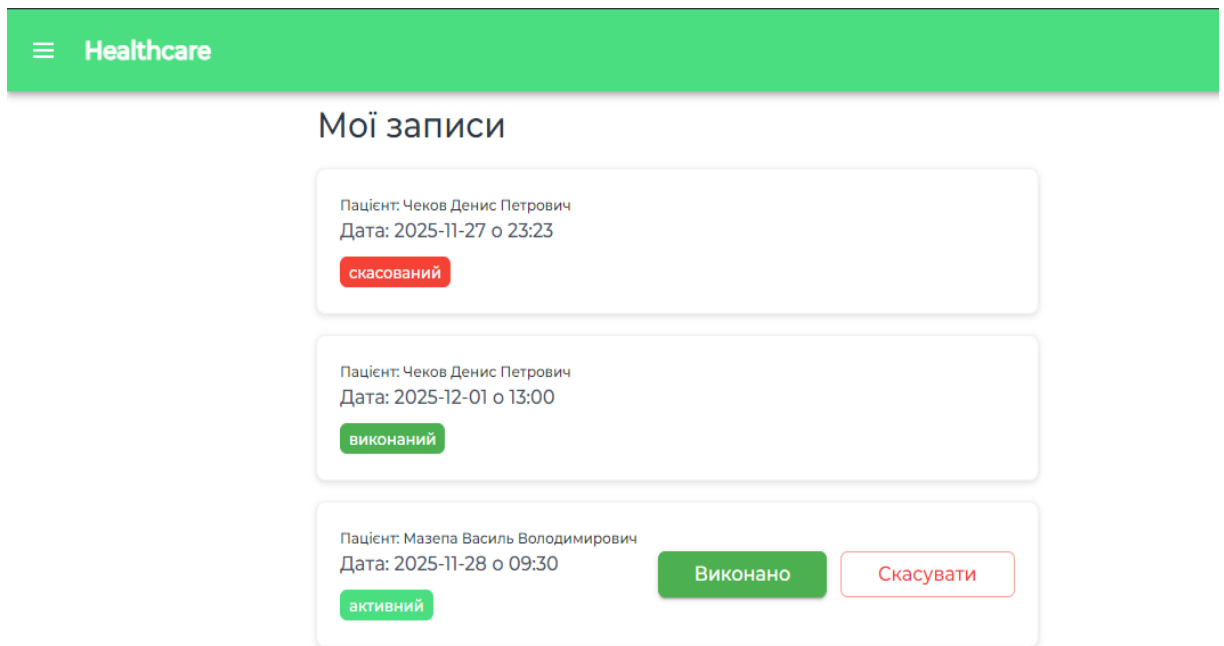 Healthcare
Мої записи
Пацієнт: Чеков Денис Петрович
Дата: 2025-11-27 о 23:23
скасований
Пацієнт: Чеков Денис Петрович
Дата: 2025-12-01 о 13:00
виконаний
Пацієнт: Мазепа Василь Володимирович
Дата: 2025-11-28 о 09:30
активний
Виконано
Скасувати